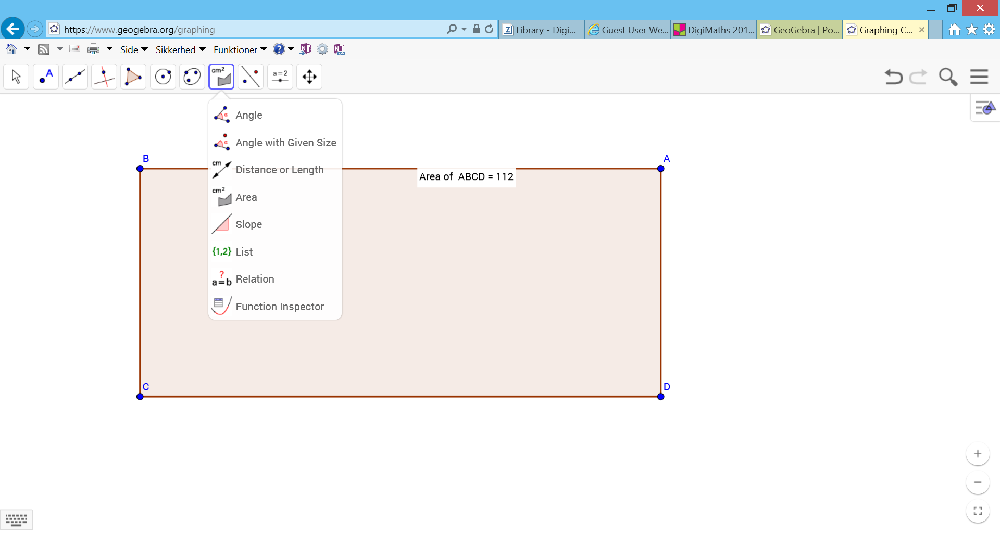 https://www.geogebra.org/graphing
Library - Digi...
Guest User We...
DigiMaths 201...
GeoGebra | Po...
Graphing C...
Side
Sikkerhed
Funktioner
A
cm²
a=2
α Angle
α Angle with Given Size
cm Distance or Length
cm² Area
Slope
{1,2} List
? a=b Relation
Function Inspector
B
A
Area of ABCD = 112
C
D